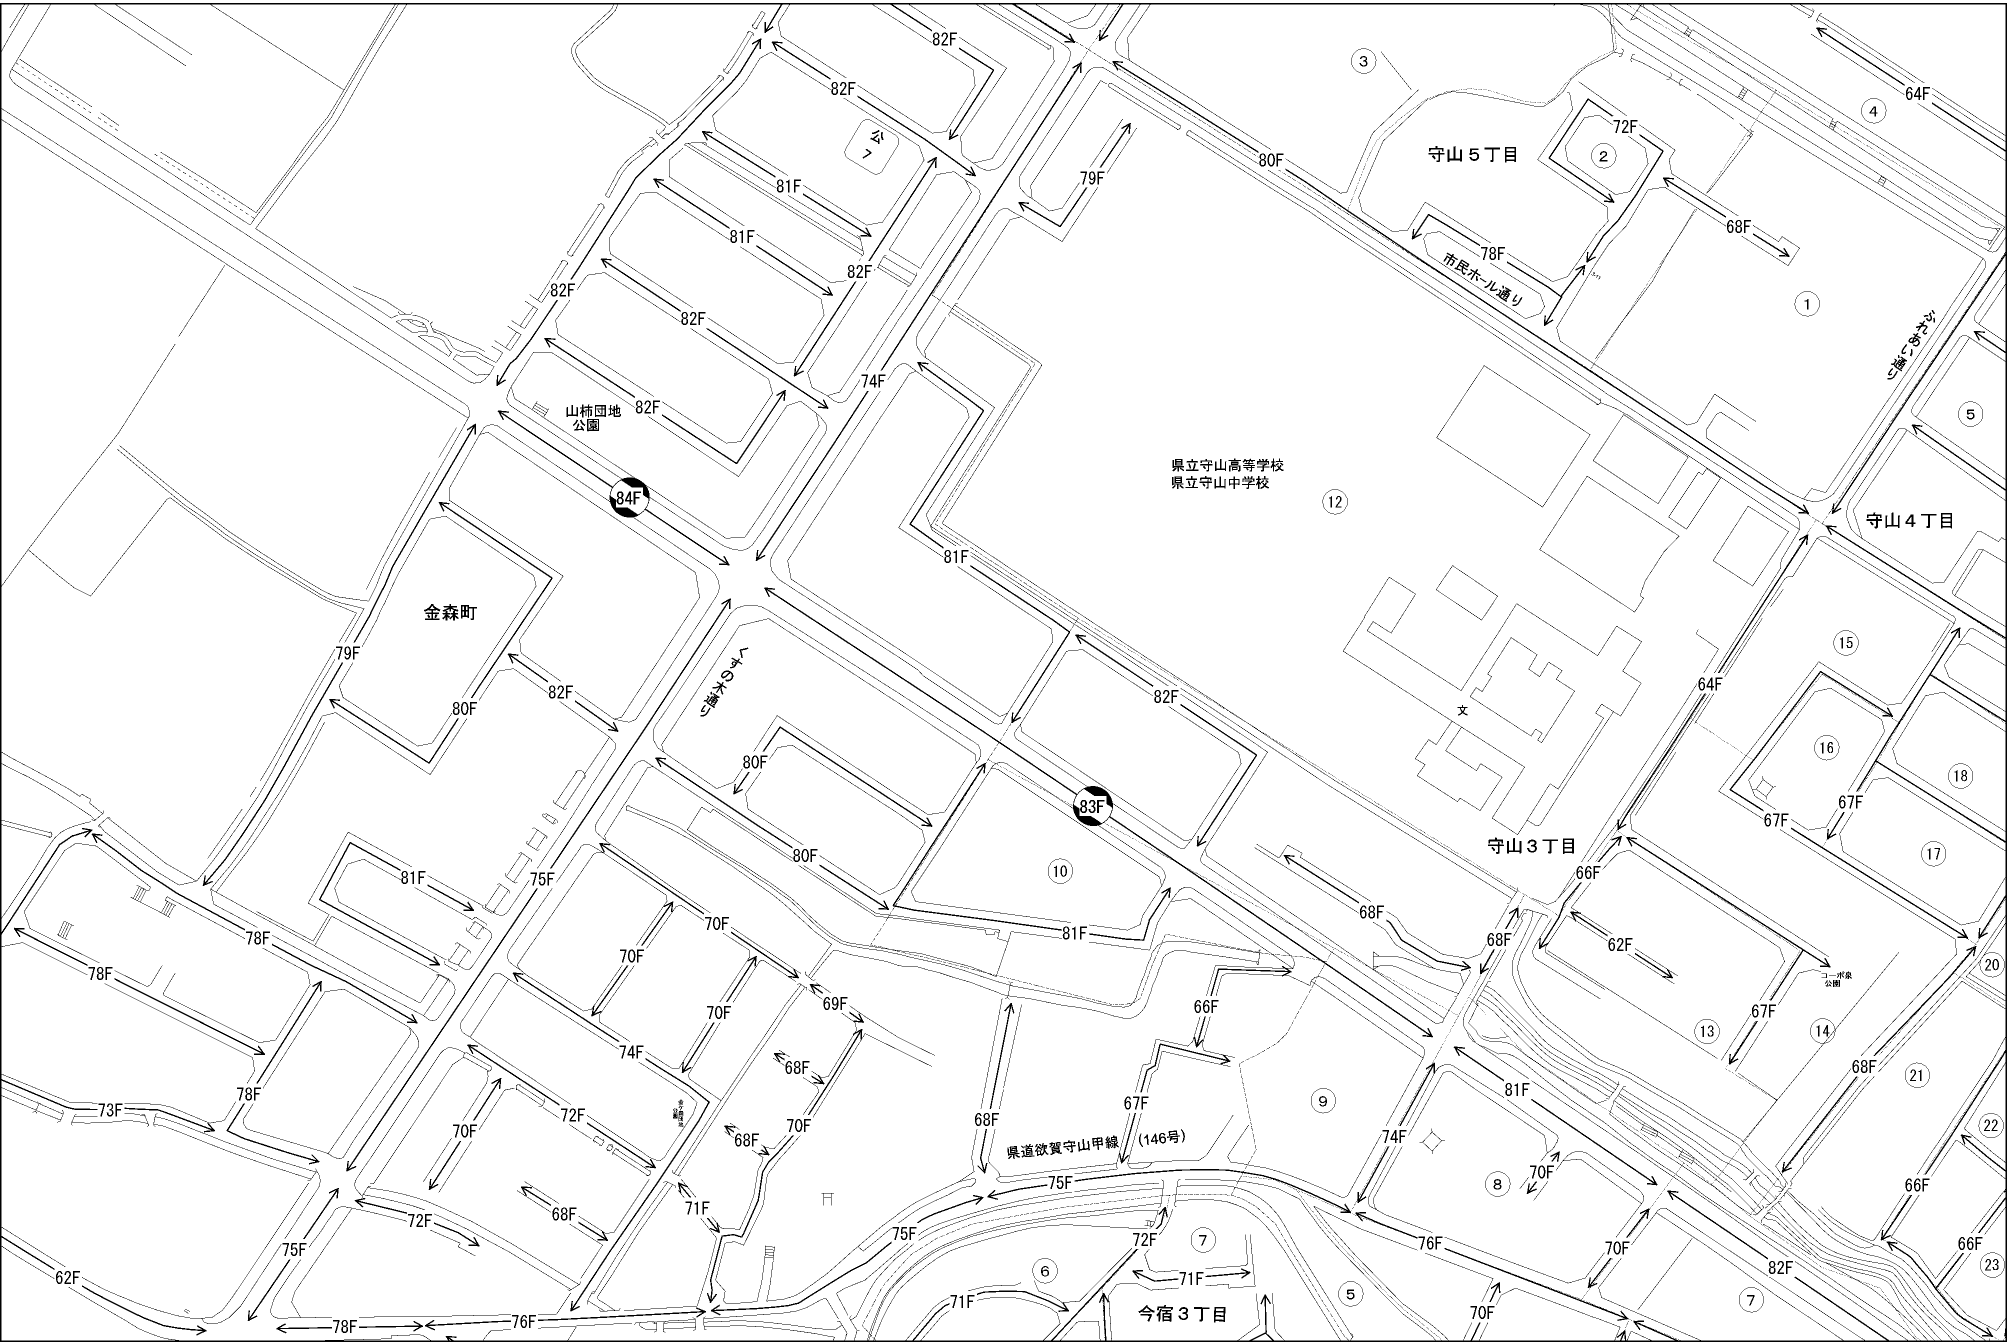 82F
82F
64F
3
4
公
7
72F
2
守山５丁目
80F
79F
81F
81F
82F
82F
68F
78F
市民ホール通り
82F
1
ふれあい通り
74F
82F
山柿団地
公園
5
県立守山高等学校
県立守山中学校
12
84F
守山４丁目
81F
金森町
79F
くすの木通り
15
64F
82F
82F
80F
文
16
80F
18
67F
67F
83F
守山３丁目
17
80F
10
66F
81F
75F
68F
70F
81F
78F
62F
68F
70F
78F
20
コーポ泉
公園
69F
66F
70F
67F
13
14
74F
68F
68F
21
78F
81F
9
73F
72F
67F
68F
70F
22
70F
68F
74F
県道欲賀守山甲線 （146号）
70F
8
75F
66F
71F
68F
72F
75F
72F
7
76F
70F
66F
75F
62F
6
71F
82F
23
5
7
71F
70F
今宿３丁目
76F
78F